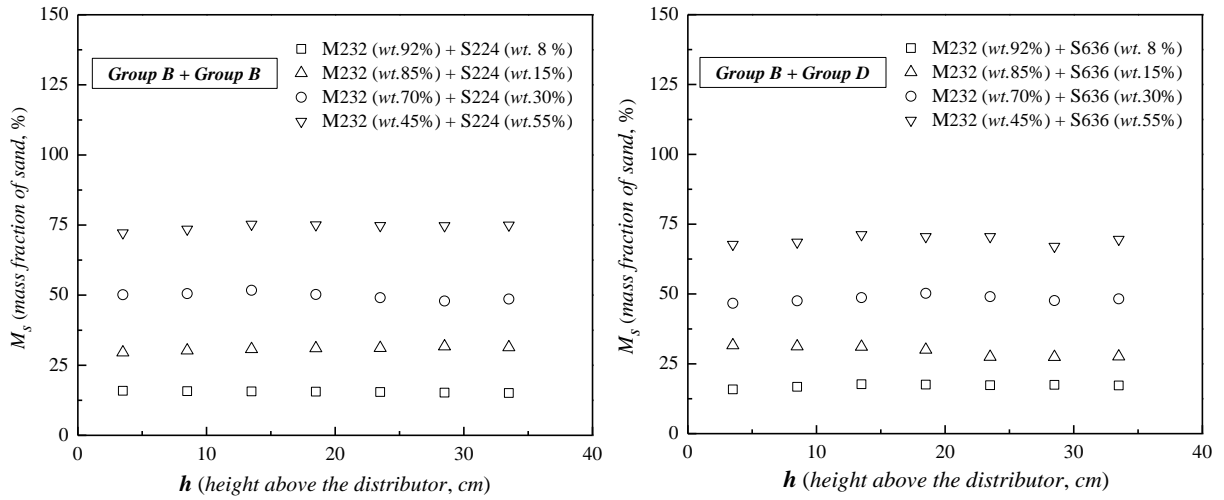 150
125
100
75
50
25
0
M_s (mass fraction of sand, %)
Group B + Group B
M232 (wt.92%) + S224 (wt. 8 %)
M232 (wt.85%) + S224 (wt.15%)
M232 (wt.70%) + S224 (wt.30%)
M232 (wt.45%) + S224 (wt.55%)
0 10 20 30 40
h (height above the distributor, cm)
150
125
100
75
50
25
0
M_s (mass fraction of sand, %)
Group B + Group D
M232 (wt.92%) + S636 (wt. 8 %)
M232 (wt.85%) + S636 (wt.15%)
M232 (wt.70%) + S636 (wt.30%)
M232 (wt.45%) + S636 (wt.55%)
0 10 20 30 40
h (height above the distributor, cm)